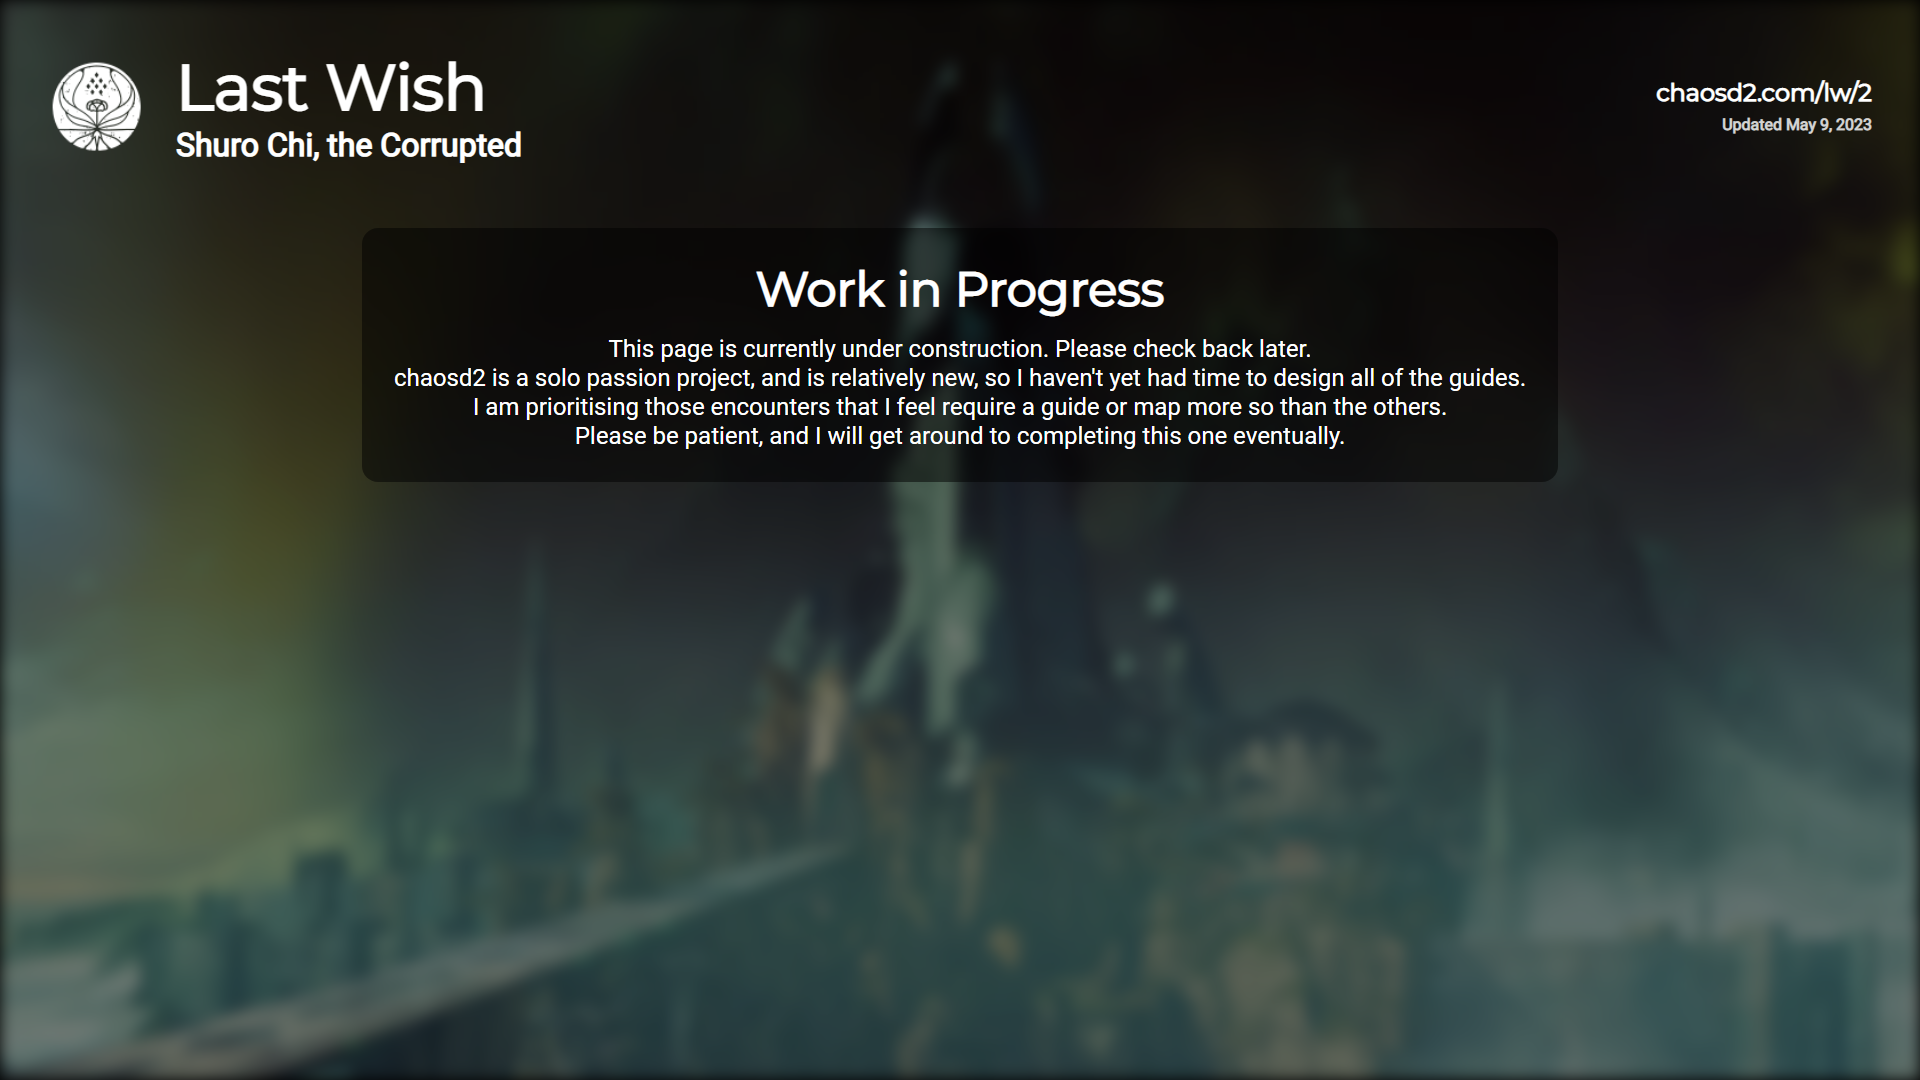 Last Wish
Shuro Chi, the Corrupted
chaosd2.com/lw/2
Updated May 9, 2023
Work in Progress
This page is currently under construction. Please check back later.
chaosd2 is a solo passion project, and is relatively new, so I haven't yet had time to design all of the guides.
I am prioritising those encounters that I feel require a guide or map more so than the others.
Please be patient, and I will get around to completing this one eventually.